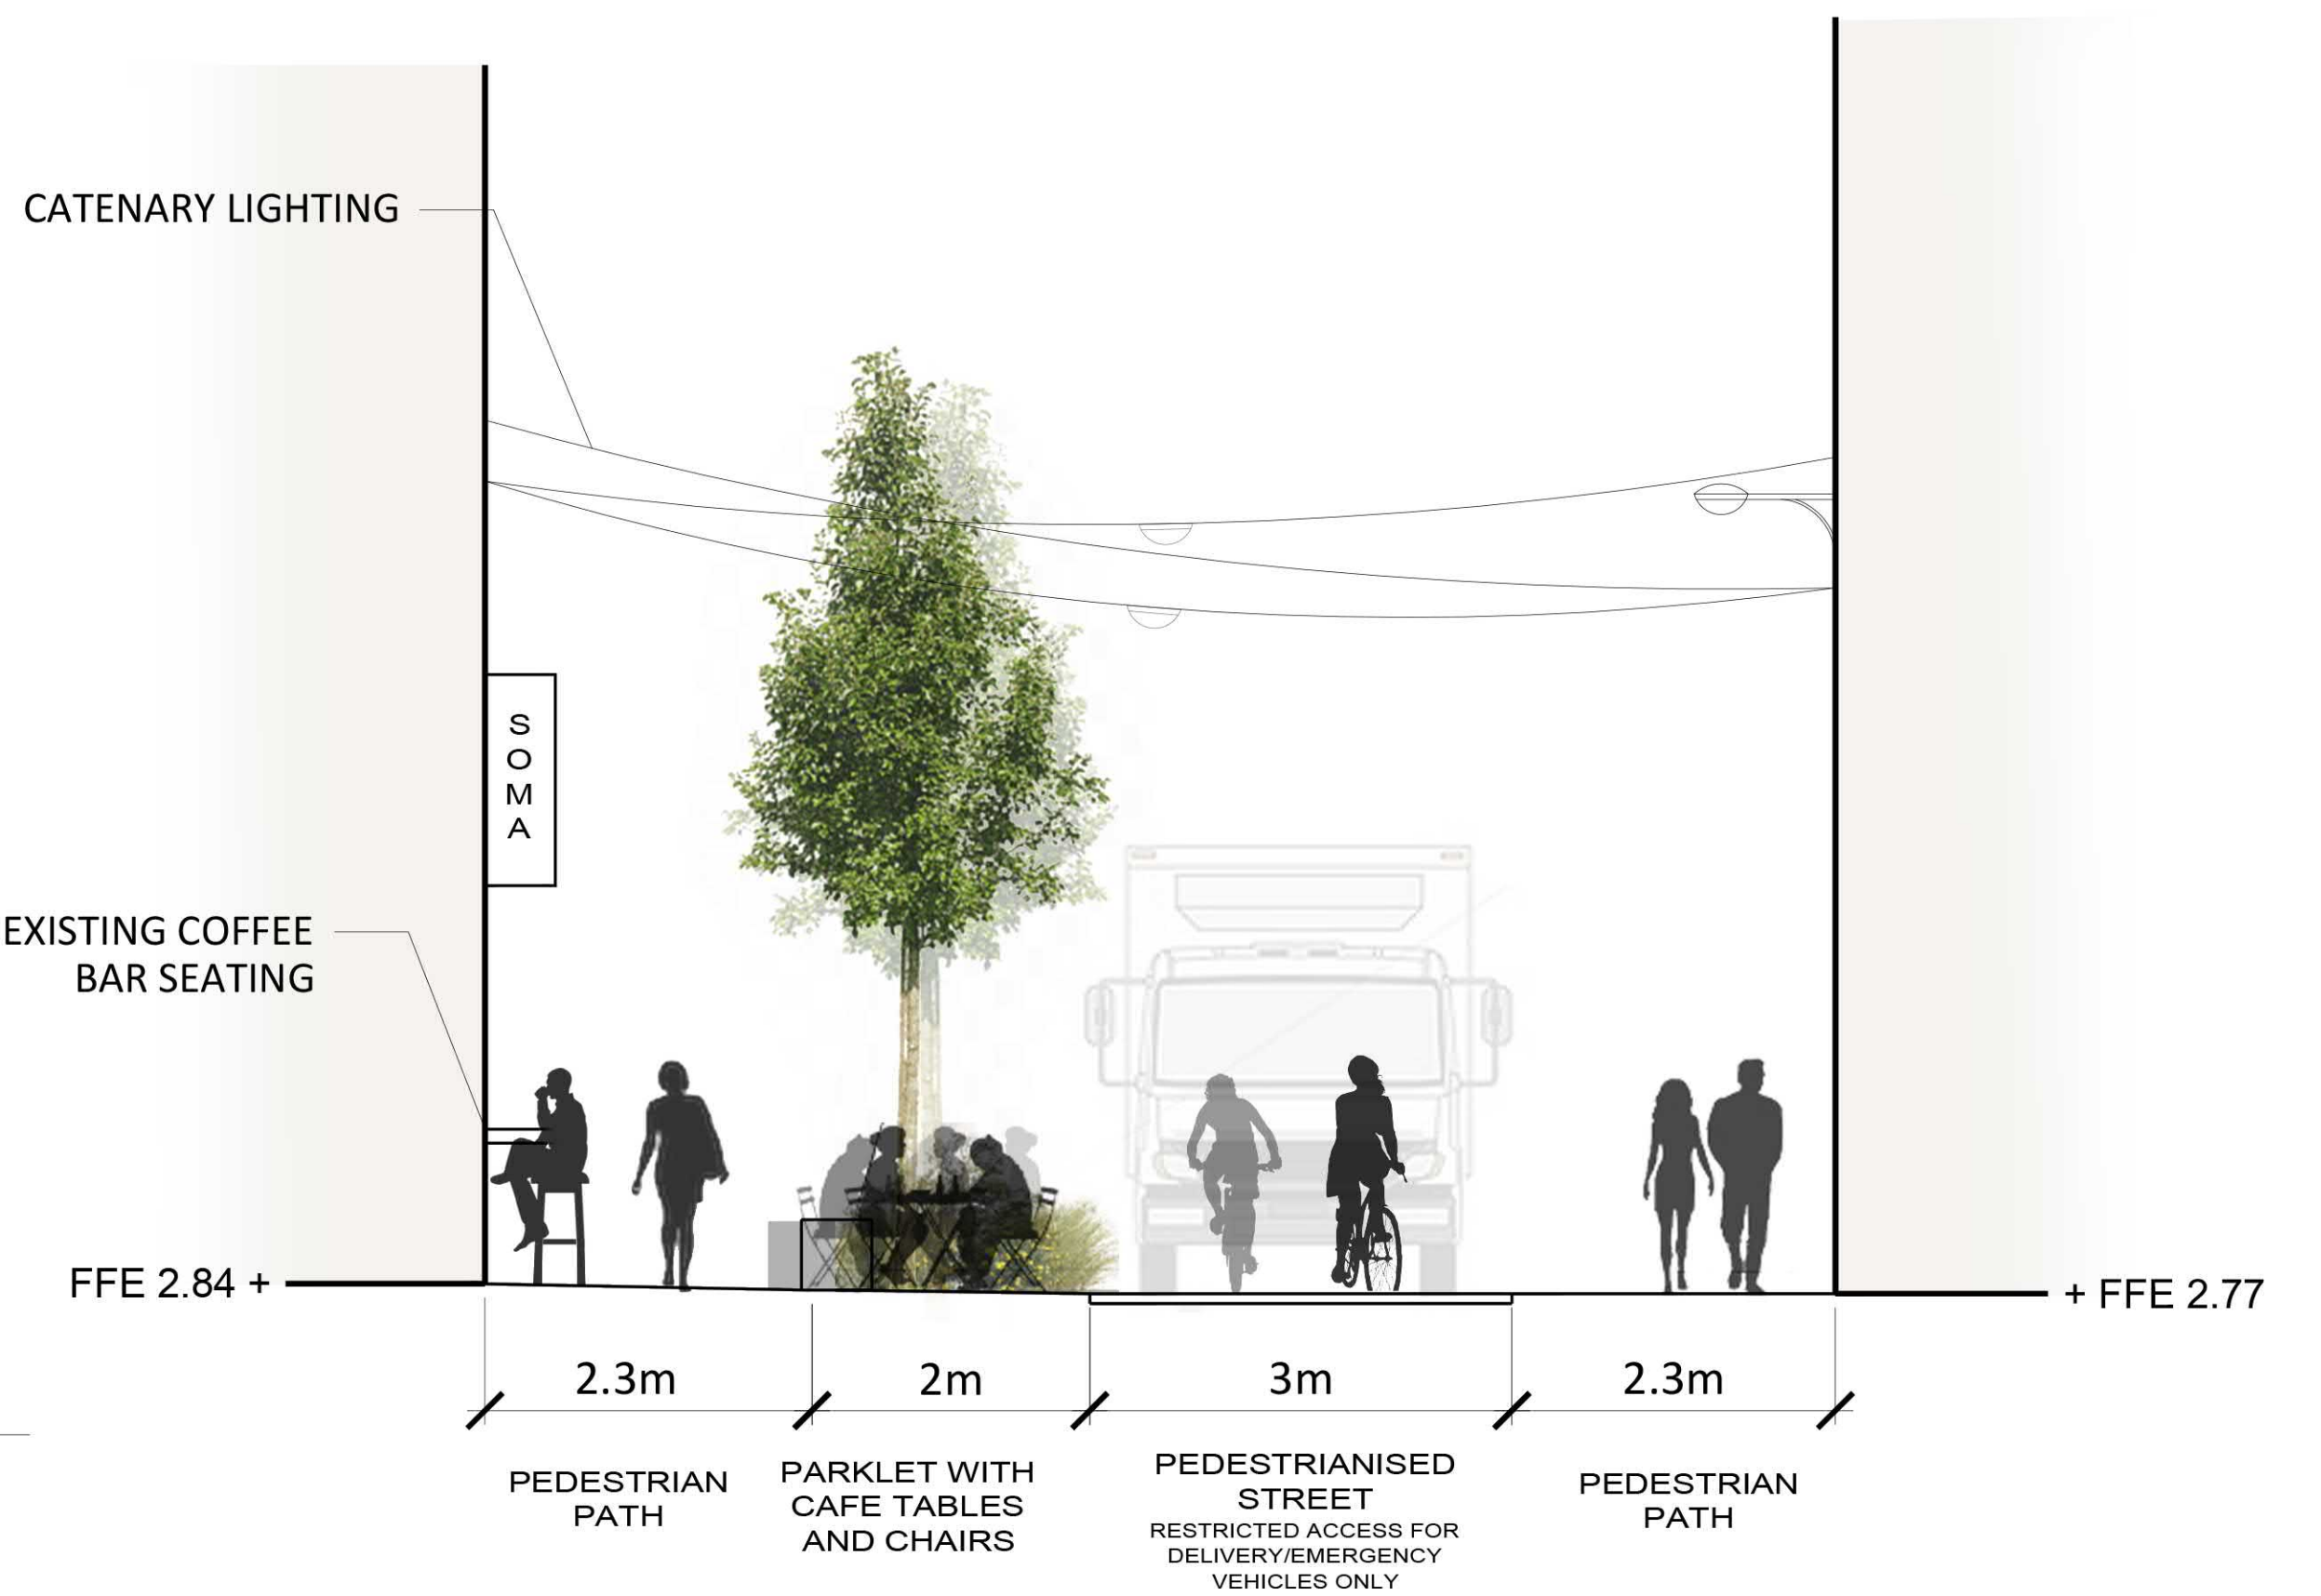 CATENARY LIGHTING
S
O
M
A
EXISTING COFFEE
BAR SEATING
FFE 2.84 +
+ FFE 2.77
2.3m
2m
3m
2.3m
PEDESTRIAN
PATH
PARKLET WITH
CAFE TABLES
AND CHAIRS
PEDESTRIANISED
STREET
RESTRICTED ACCESS FOR
DELIVERY/EMERGENCY
VEHICLES ONLY
PEDESTRIAN
PATH